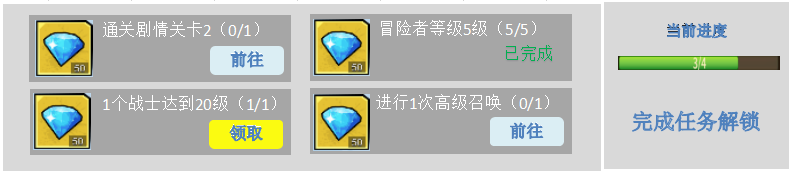 通关剧情关卡2（0/1）
50
前往
冒险者等级5级（5/5）
50
已完成
1个战士达到20级（1/1）
50
领取
进行1次高级召唤（0/1）
50
前往
当前进度
3/4
完成任务解锁